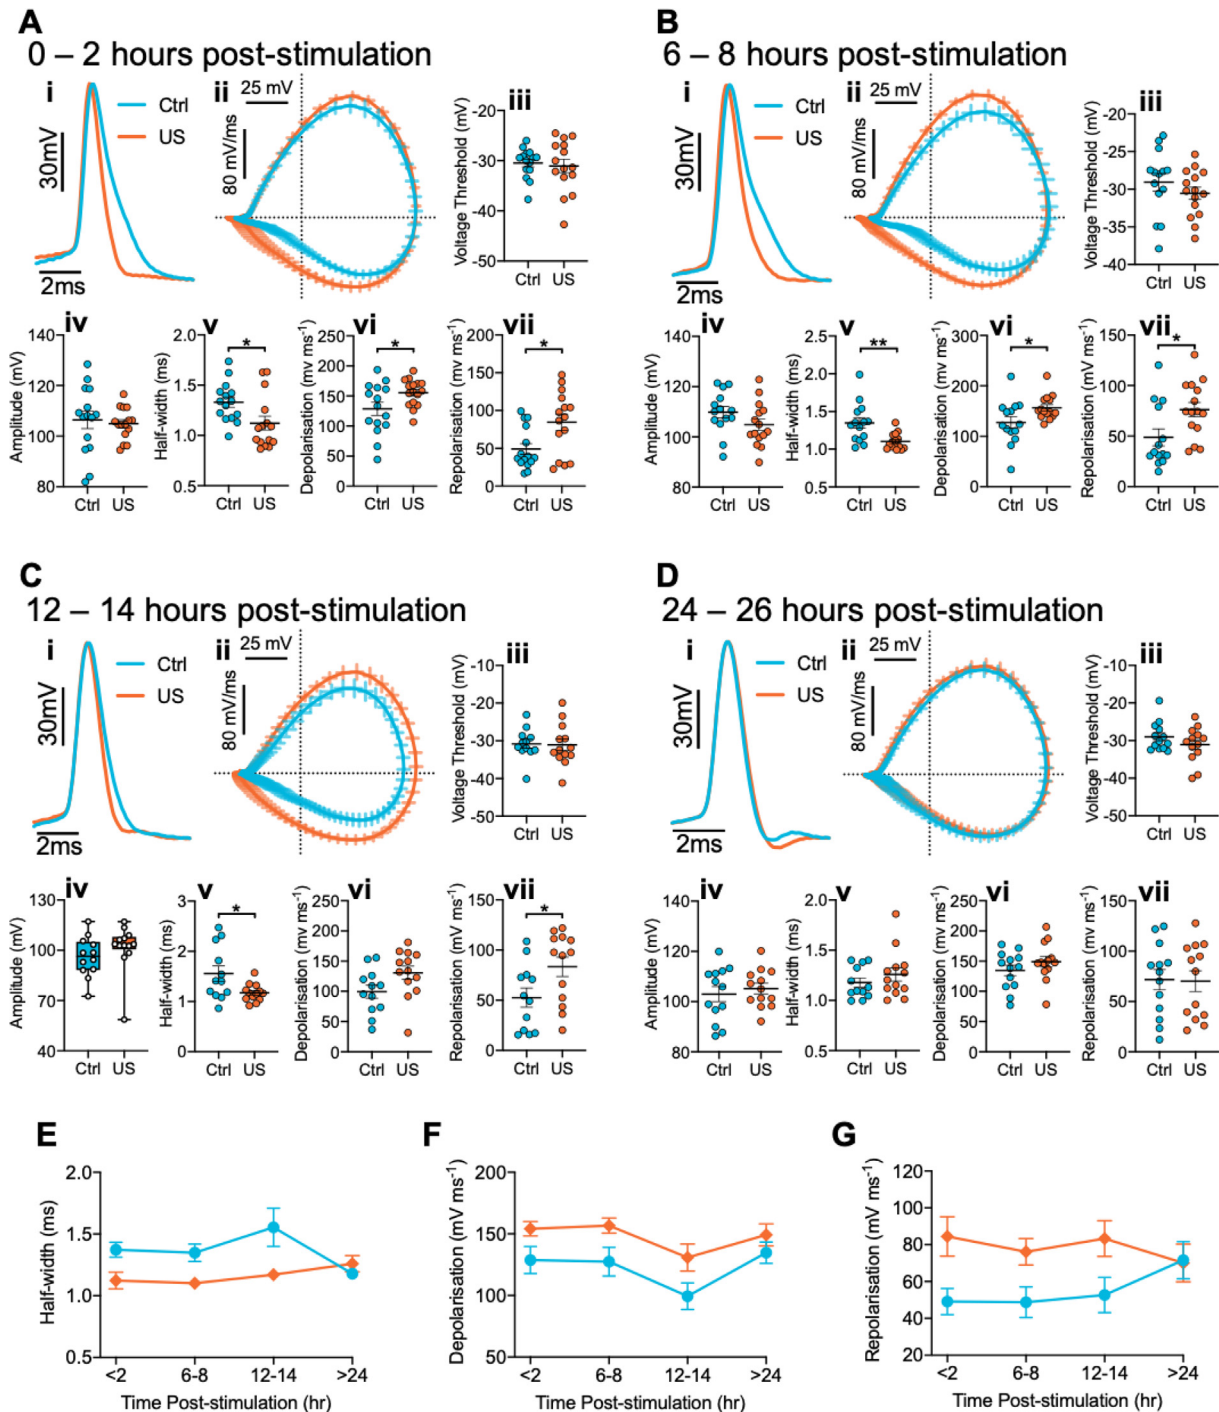 A
0 – 2 hours post-stimulation
i
Ctrl
US
30mV
2ms
ii
25 mV
80 mV/ms
iii
Voltage Threshold (mV)
-20
-30
-40
-50
Ctrl US
iv
Amplitude (mV)
140
120
100
80
Ctrl US
v
Half-width (ms)
2.0
1.5
1.0
0.5
*
Ctrl US
vi
Depolarisation (mv ms-1)
250
200
150
100
50
0
*
Ctrl US
vii
Repolarisation (mv ms-1)
200
150
100
50
0
*
Ctrl US
B
6 – 8 hours post-stimulation
i
Ctrl
US
30mV
2ms
ii
25 mV
80 mV/ms
iii
Voltage Threshold (mV)
-20
-25
-30
-35
-40
Ctrl US
iv
Amplitude (mV)
140
120
100
80
Ctrl US
v
Half-width (ms)
2.5
2.0
1.5
1.0
0.5
**
Ctrl US
vi
Depolarisation (mv ms-1)
300
200
100
0
*
Ctrl US
vii
Repolarisation (mv ms-1)
150
100
50
0
*
Ctrl US
C
12 – 14 hours post-stimulation
i
Ctrl
US
30mV
2ms
ii
25 mV
80 mV/ms
iii
Voltage Threshold (mV)
-10
-20
-30
-40
-50
Ctrl US
iv
Amplitude (mV)
130
100
70
40
Ctrl US
v
Half-width (ms)
3
2
1
0
*
Ctrl US
vi
Depolarisation (mv ms-1)
250
200
150
100
50
0
Ctrl US
vii
Repolarisation (mv ms-1)
150
100
50
0
*
Ctrl US
D
24 – 26 hours post-stimulation
i
Ctrl
US
30mV
2ms
ii
25 mV
80 mV/ms
iii
Voltage Threshold (mV)
-10
-20
-30
-40
-50
Ctrl US
iv
Amplitude (mV)
140
120
100
80
Ctrl US
v
Half-width (ms)
2.0
1.5
1.0
0.5
Ctrl US
vi
Depolarisation (mv ms-1)
250
200
150
100
50
0
Ctrl US
vii
Repolarisation (mv ms-1)
150
100
50
0
Ctrl US
E
Half-width (ms)
2.0
1.5
1.0
0.5
<2 6-8 12-14 >24
Time Post-stimulation (hr)
F
Depolarisation (mV ms-1)
200
150
100
50
<2 6-8 12-14 >24
Time Post-stimulation (hr)
G
Repolarisation (mV ms-1)
120
100
80
60
40
20
<2 6-8 12-14 >24
Time Post-stimulation (hr)